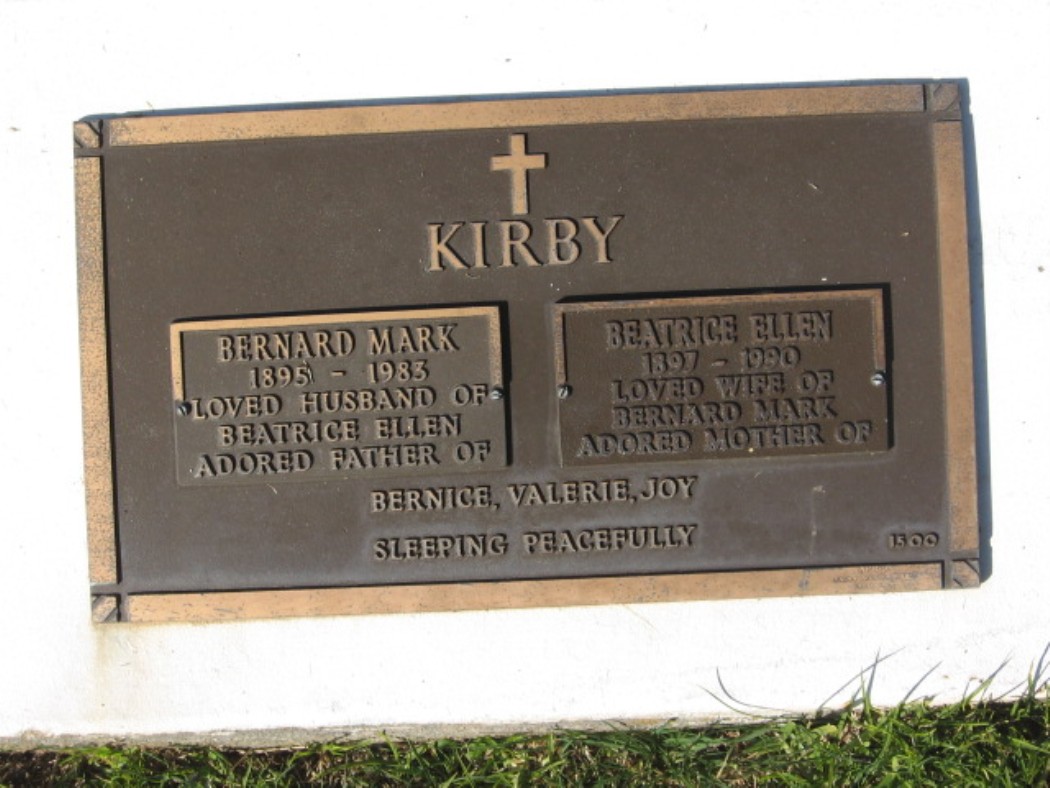 KIRBY
BERNARD MARK
1895 - 1983
LOVED HUSBAND OF
BEATRICE ELLEN
ADORED FATHER OF
BEATRICE ELLEN
1897 - 1990
LOVED WIFE OF
BERNARD MARK
ADORED MOTHER OF
BERNICE, VALERIE, JOY
SLEEPING PEACEFULLY
1500